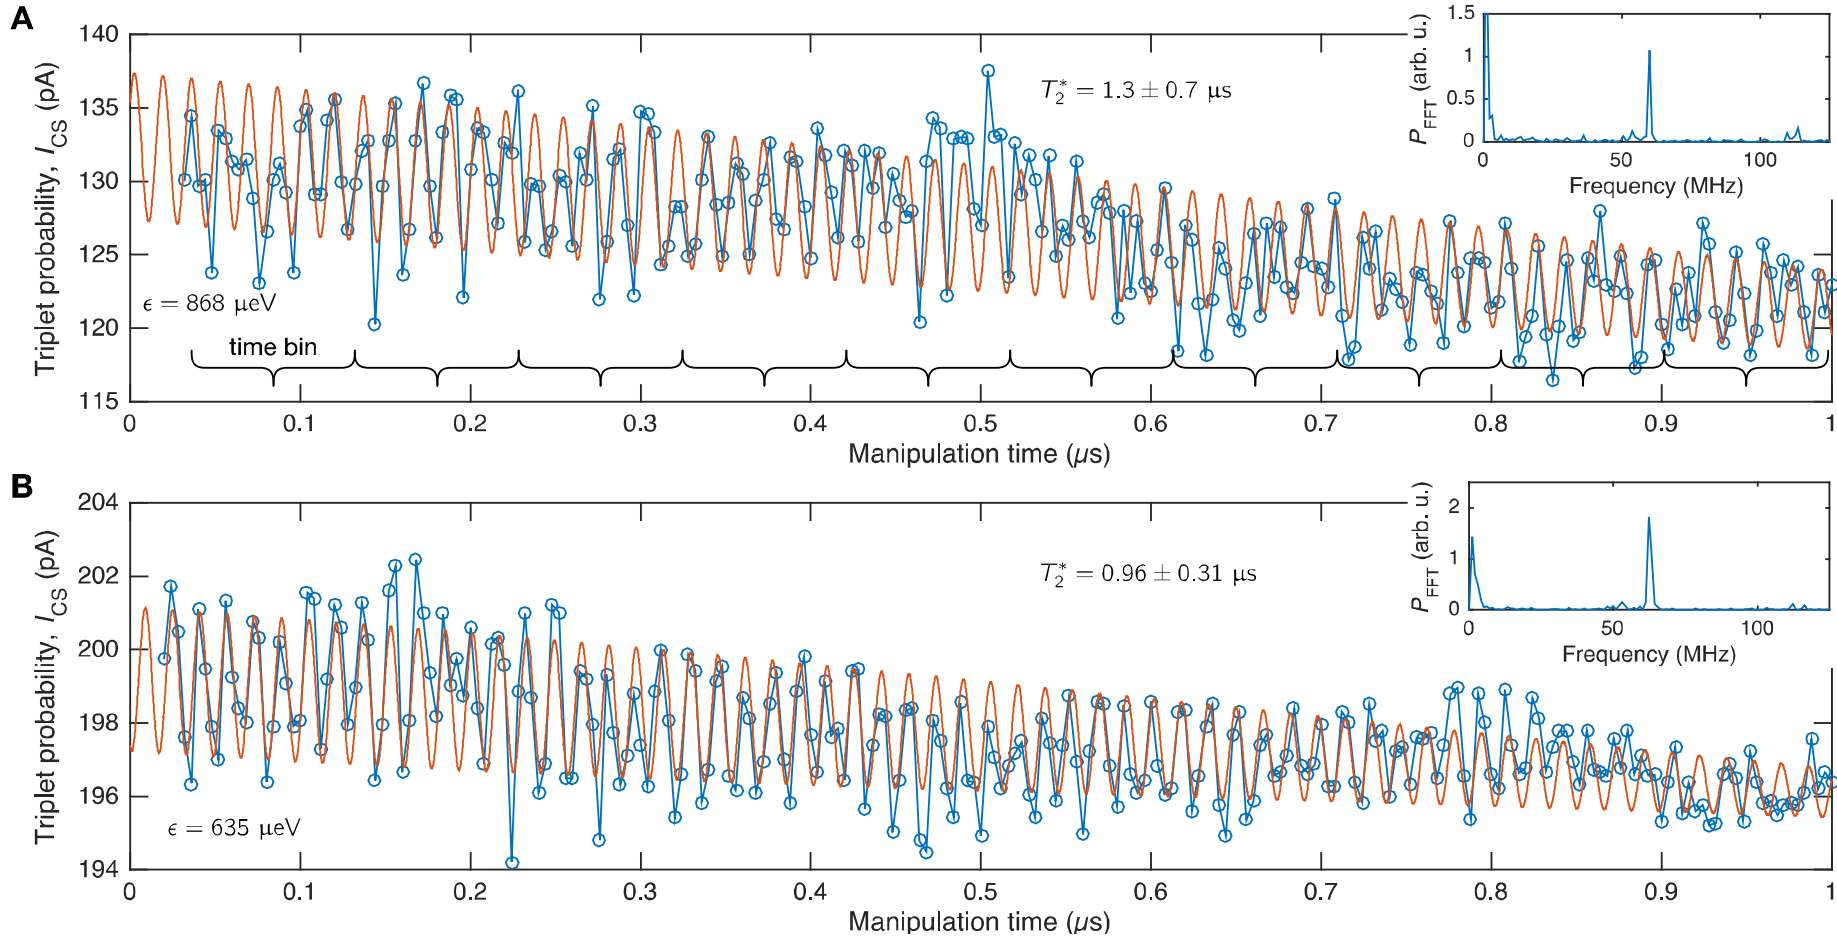 A
Triplet probability, I_CS (pA)
140
135
130
125
120
115
T₂* = 1.3 ± 0.7 μs
ϵ = 868 μeV
time bin
0 0.1 0.2 0.3 0.4 0.5 0.6 0.7 0.8 0.9 1
Manipulation time (μs)
P_FFT (arb. u.)
1.5
1
0.5
0
0 50 100
Frequency (MHz)
B
Triplet probability, I_CS (pA)
204
202
200
198
196
194
T₂* = 0.96 ± 0.31 μs
ϵ = 635 μeV
0 0.1 0.2 0.3 0.4 0.5 0.6 0.7 0.8 0.9 1
Manipulation time (μs)
P_FFT (arb. u.)
2
1
0
0 50 100
Frequency (MHz)